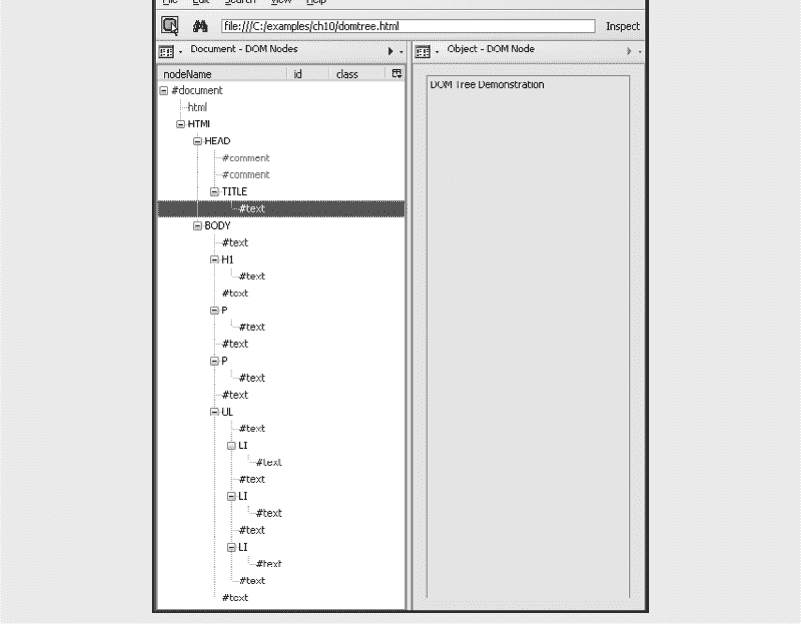 File Edit Search View Help
file:///C:/examples/ch10/domtree.html Inspect
Document - DOM Nodes
Object - DOM Node
nodeName id class
DOM Tree Demonstration
#document
html
HTML
HEAD
#comment
#comment
TITLE
#text
BODY
#text
H1
#text
#text
P
#text
#text
P
#text
#text
UL
#text
LI
#text
#text
LI
#text
#text
LI
#text
#text
#text